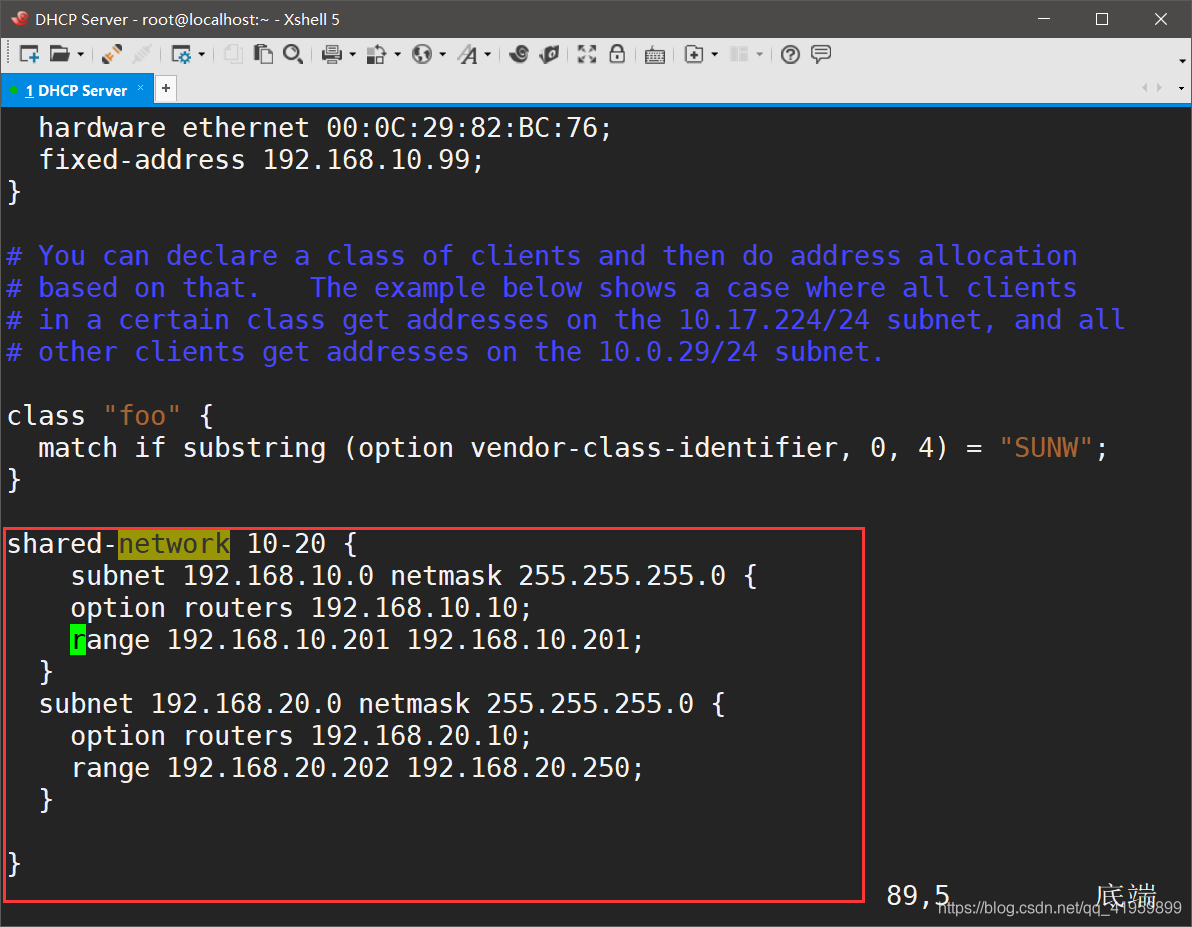 DHCP Server - root@localhost:~ - Xshell 5
1 DHCP Server × +
  hardware ethernet 00:0C:29:82:BC:76;
  fixed-address 192.168.10.99;
}
# You can declare a class of clients and then do address allocation
# based on that.   The example below shows a case where all clients
# in a certain class get addresses on the 10.17.224/24 subnet, and all
# other clients get addresses on the 10.0.29/24 subnet.
class "foo" {
  match if substring (option vendor-class-identifier, 0, 4) = "SUNW";
}
shared-network 10-20 {
    subnet 192.168.10.0 netmask 255.255.255.0 {
    option routers 192.168.10.10;
    range 192.168.10.201 192.168.10.201;
  }
  subnet 192.168.20.0 netmask 255.255.255.0 {
    option routers 192.168.20.10;
    range 192.168.20.202 192.168.20.250;
  }
}
89,5 底端
https://blog.csdn.net/qq_41959899